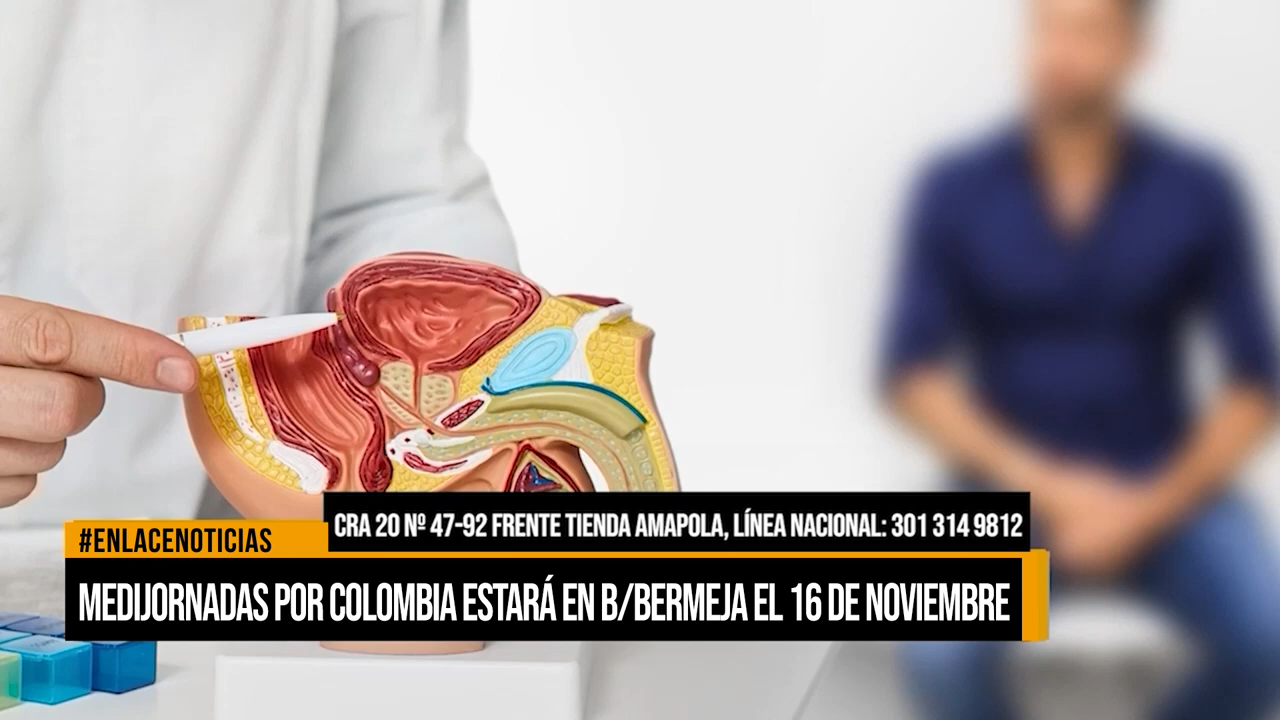 CRA 20 Nº 47-92 FRENTE TIENDA AMAPOLA, LÍNEA NACIONAL: 301 314 9812
#ENLACENOTICIAS
MEDIJORNADAS POR COLOMBIA ESTARÁ EN B/BERMEJA EL 16 DE NOVIEMBRE